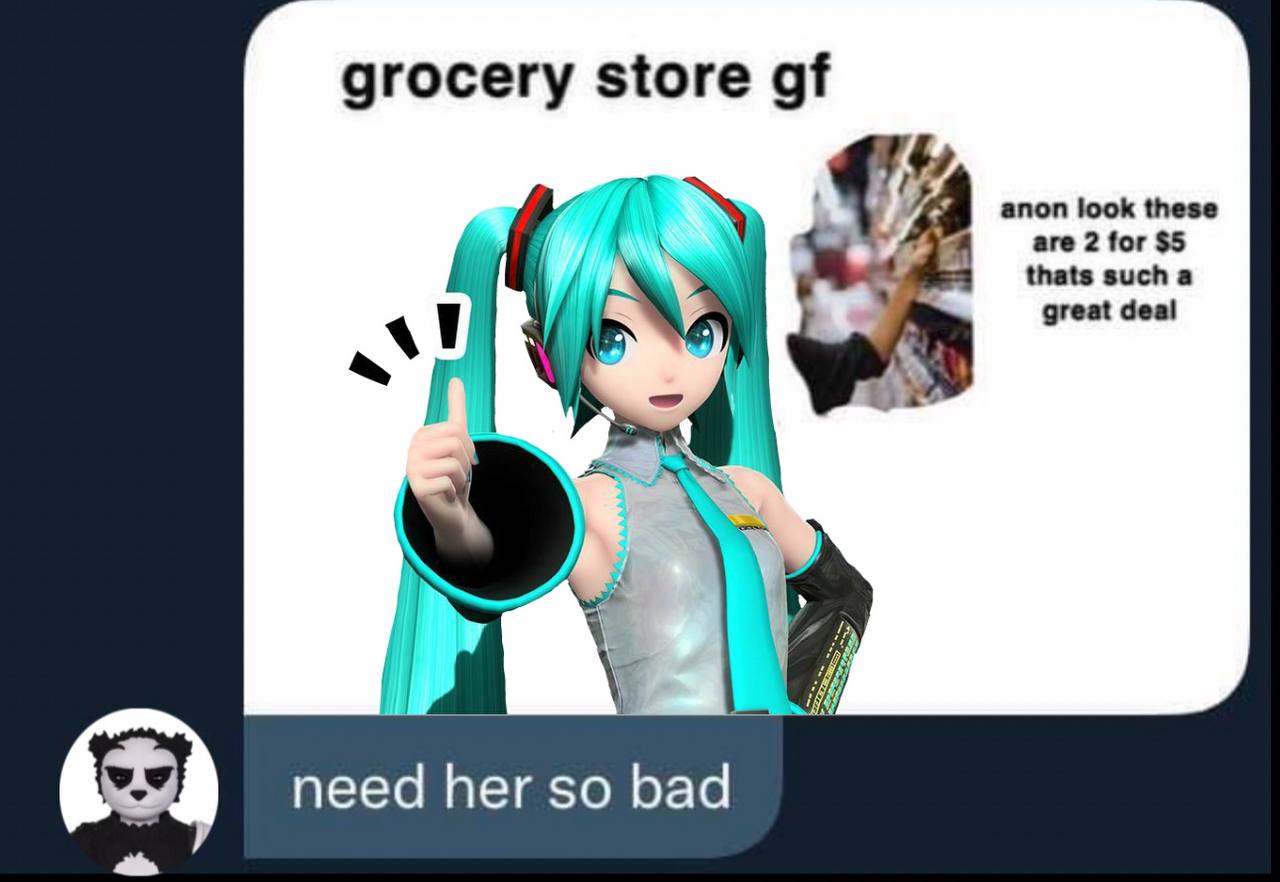 grocery store gf
anon look these
are 2 for $5
thats such a
great deal
need her so bad